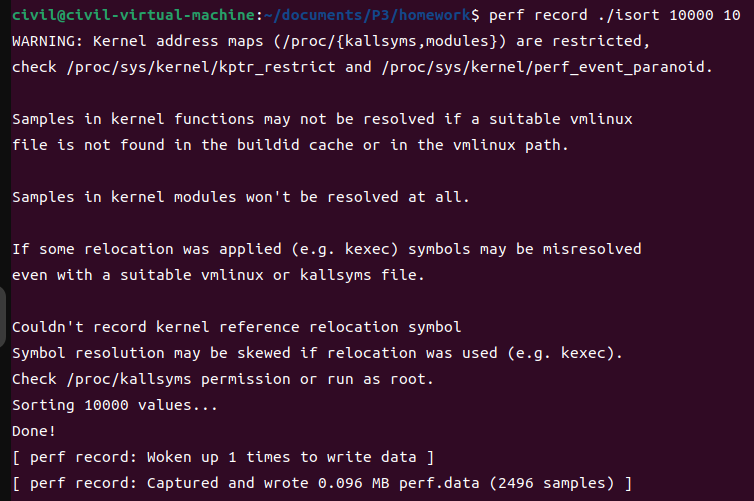 civil@civil-virtual-machine:~/documents/P3/homework$ perf record ./isort 10000 10
WARNING: Kernel address maps (/proc/{kallsyms,modules}) are restricted,
check /proc/sys/kernel/kptr_restrict and /proc/sys/kernel/perf_event_paranoid.
Samples in kernel functions may not be resolved if a suitable vmlinux
file is not found in the buildid cache or in the vmlinux path.
Samples in kernel modules won't be resolved at all.
If some relocation was applied (e.g. kexec) symbols may be misresolved
even with a suitable vmlinux or kallsyms file.
Couldn't record kernel reference relocation symbol
Symbol resolution may be skewed if relocation was used (e.g. kexec).
Check /proc/kallsyms permission or run as root.
Sorting 10000 values...
Done!
[ perf record: Woken up 1 times to write data ]
[ perf record: Captured and wrote 0.096 MB perf.data (2496 samples) ]